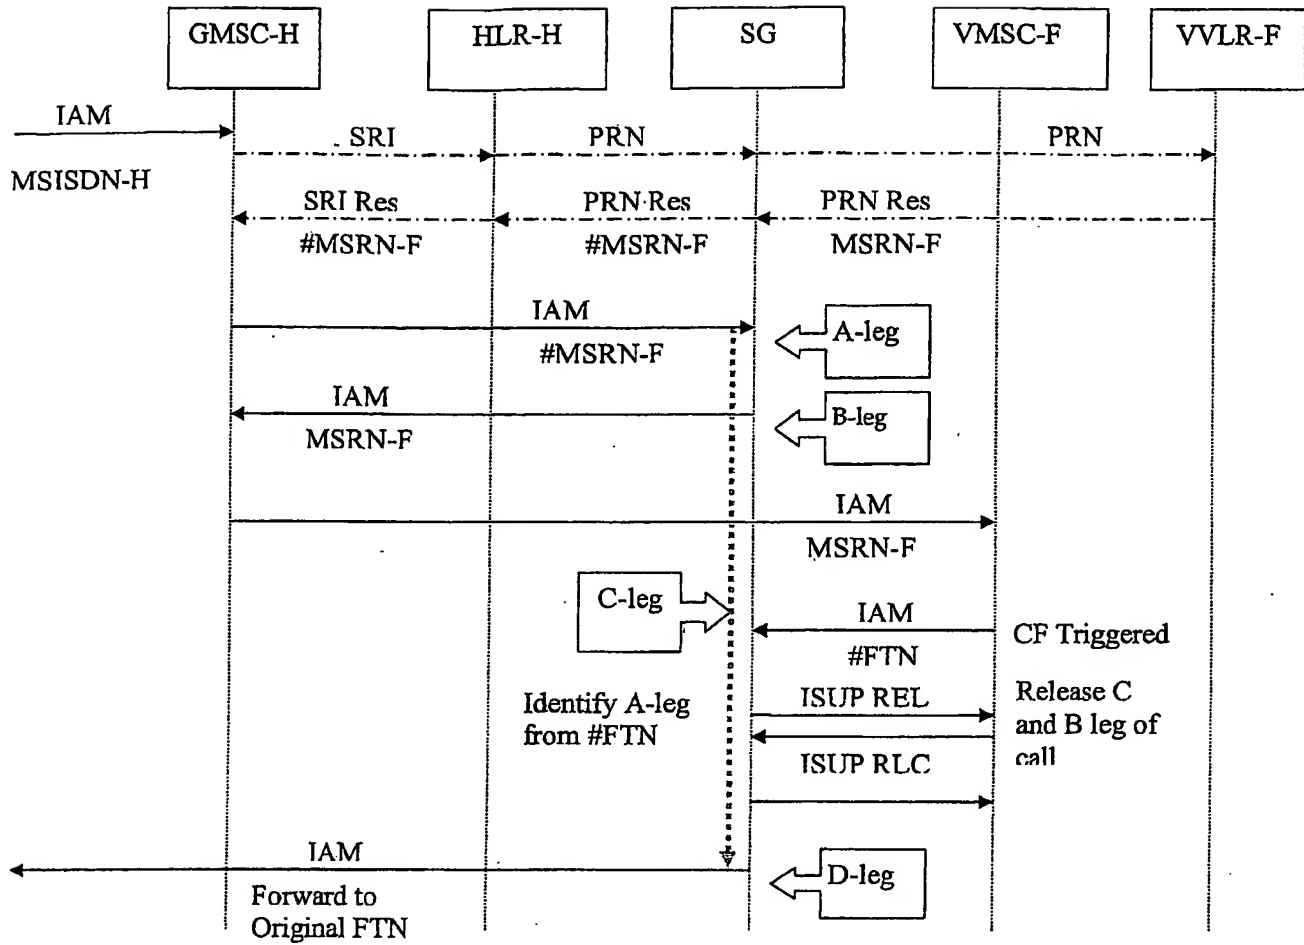 GMSC-H
HLR-H
SG
VMSC-F
VVLR-F
IAM
MSISDN-H
SRI
PRN
PRN
SRI Res
PRN Res
PRN Res
#MSRN-F
#MSRN-F
MSRN-F
IAM
#MSRN-F
A-leg
IAM
MSRN-F
B-leg
IAM
MSRN-F
C-leg
IAM
#FTN
CF Triggered
Identify A-leg
from #FTN
ISUP REL
ISUP RLC
Release C
and B leg of
call
IAM
Forward to
Original FTN
D-leg